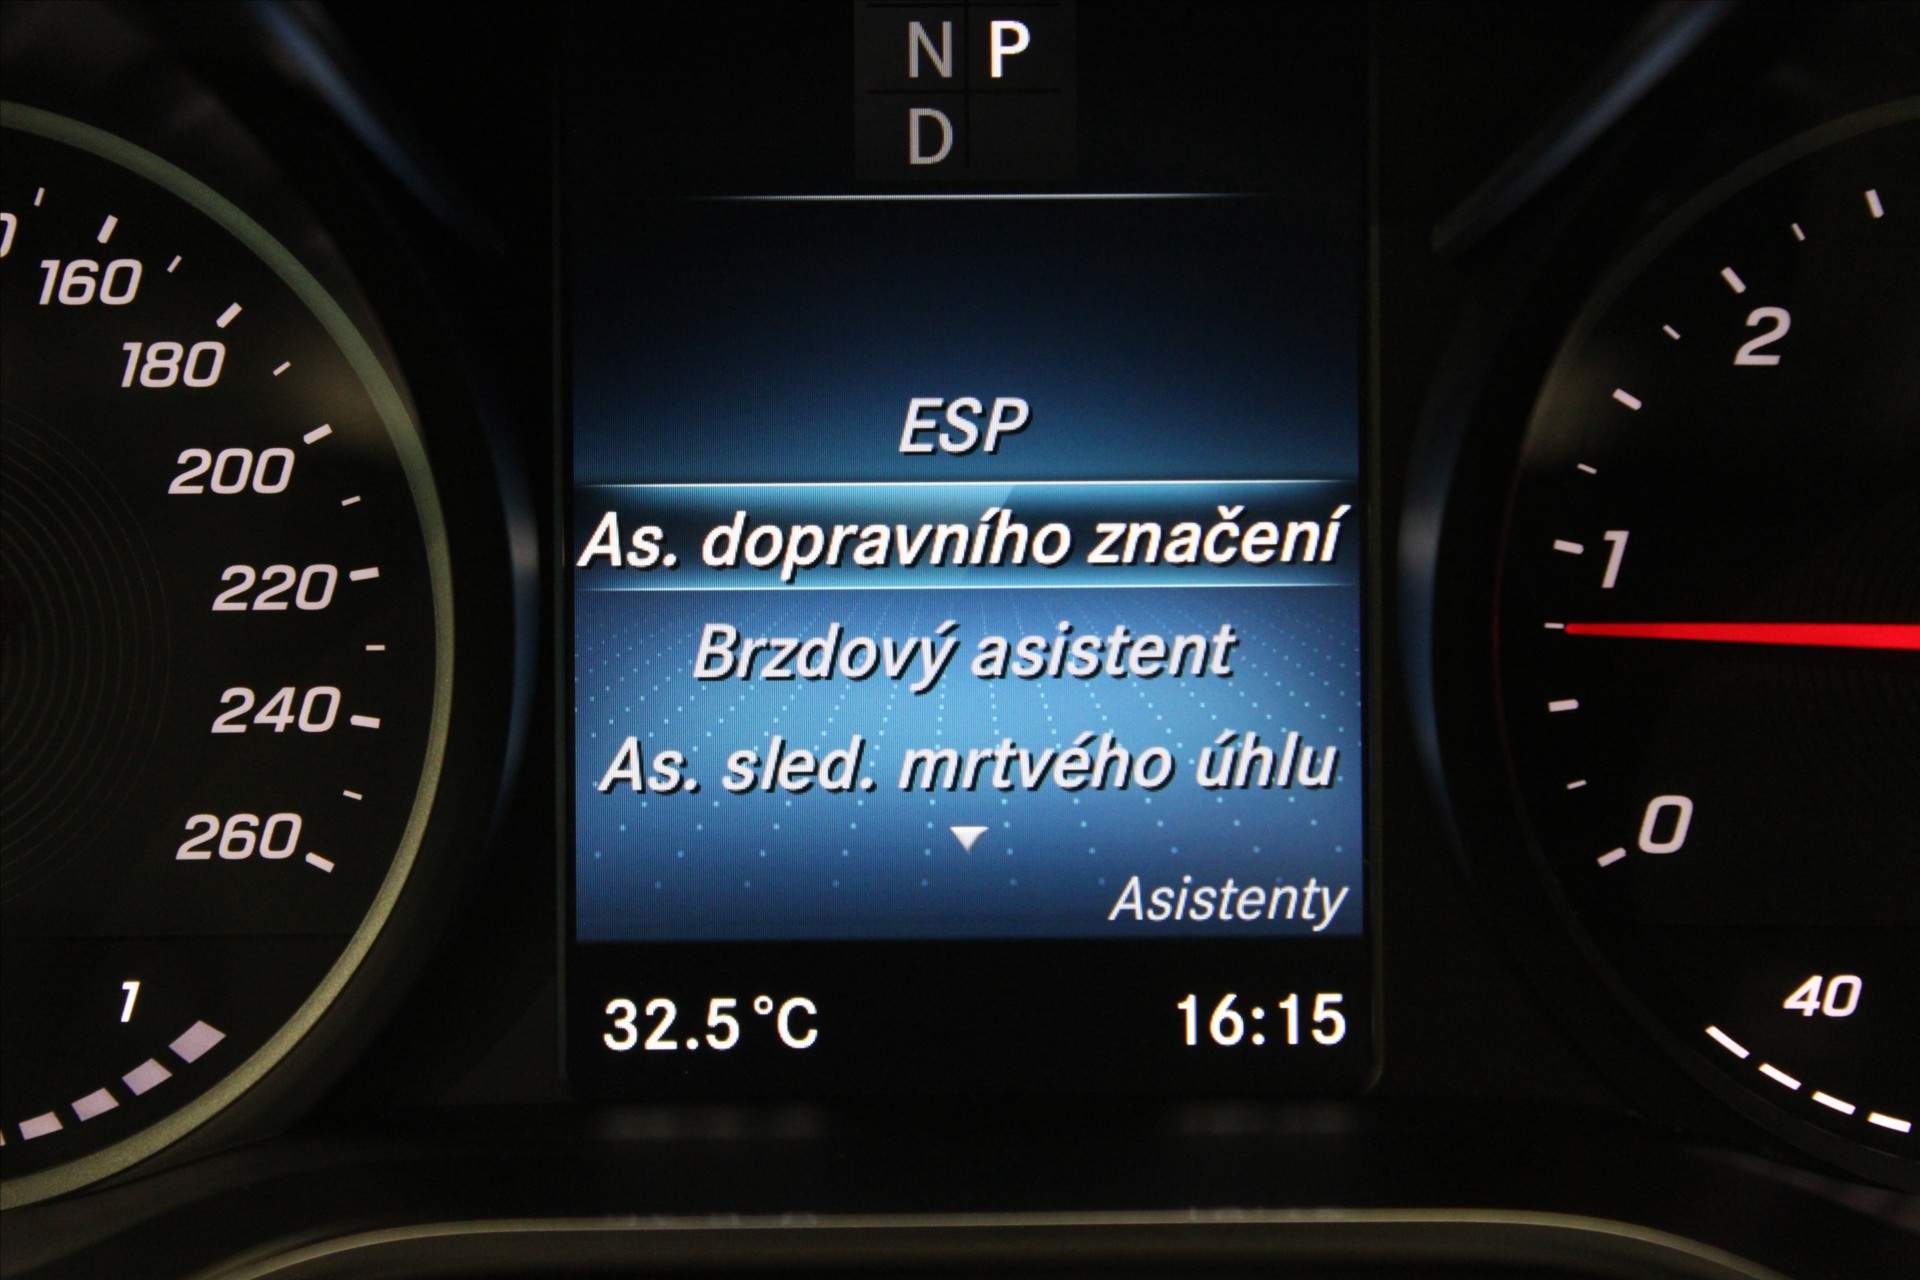 N P
D
160
180
200
220
240
260
1
ESP
As. dopravního značení
Brzdový asistent
As. sled. mrtvého úhlu
Asistenty
32.5 °C
16:15
2
1
0
40